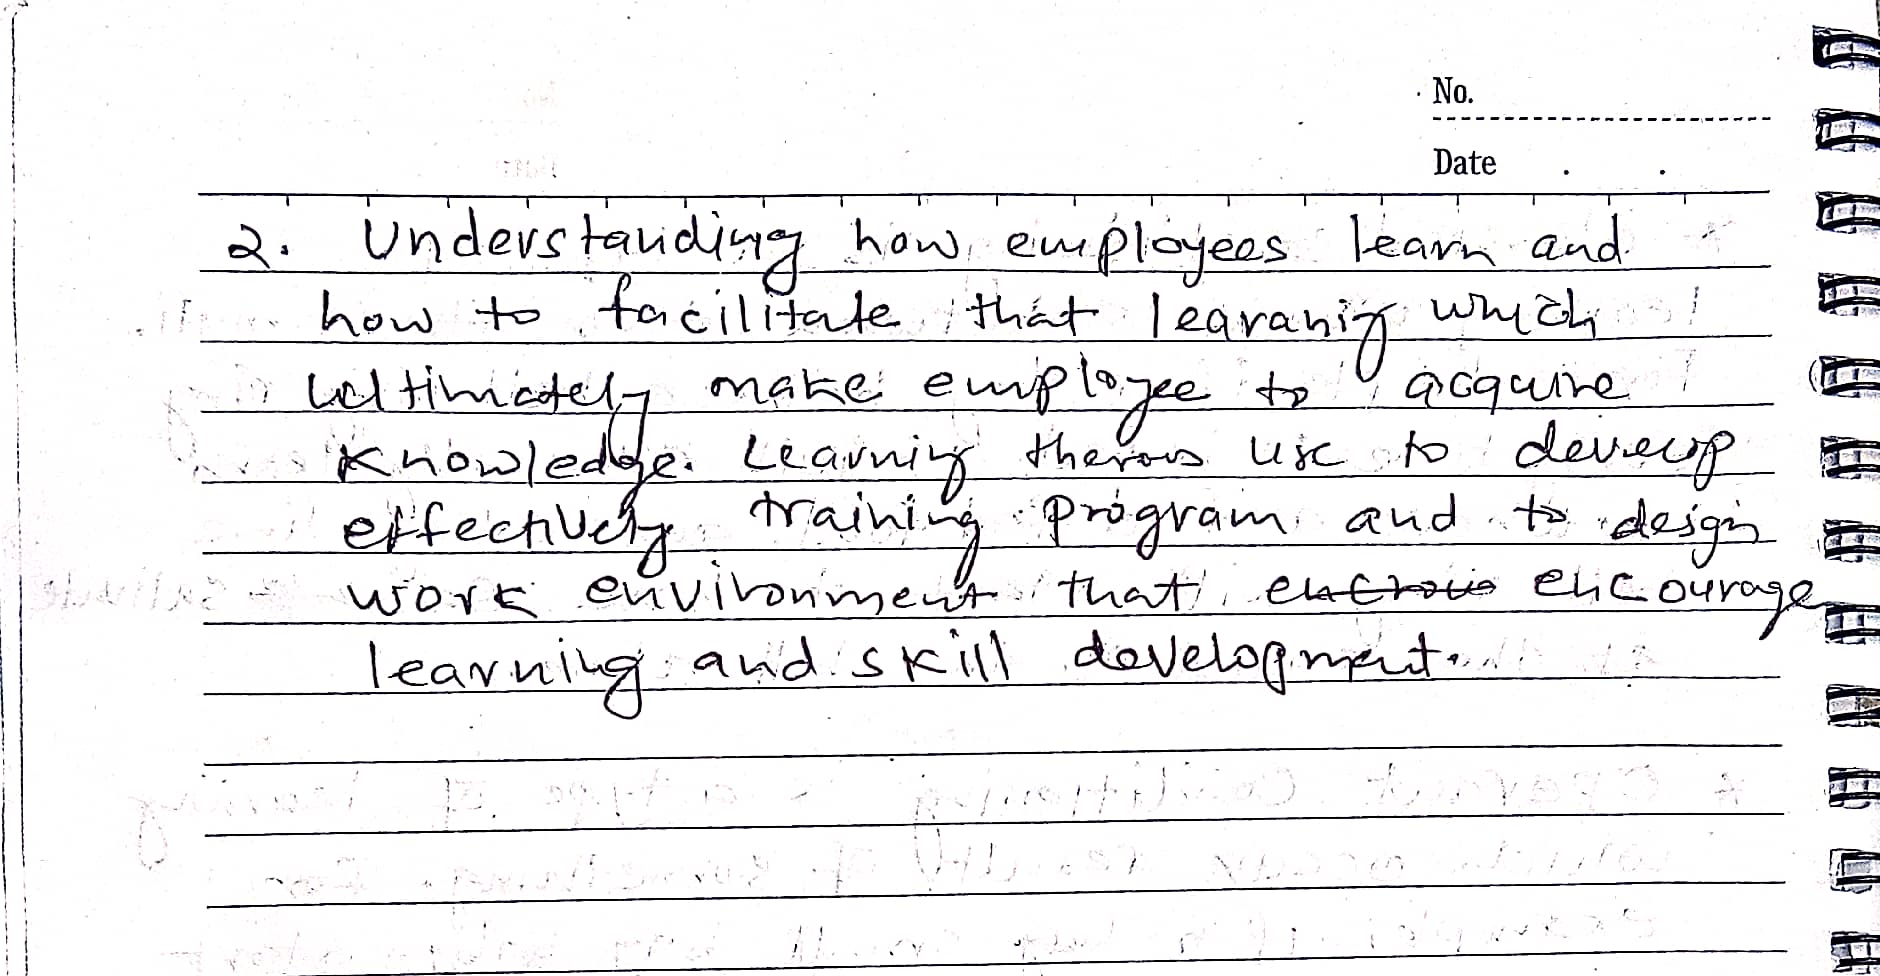 No.
Date
2. Understanding how employees learn and
how to facilitate that learaning which
ultimately make employee to acquire
knowledge. Learning use to develop
effectively training program and to design
work environment that encourage
learning and skill development.